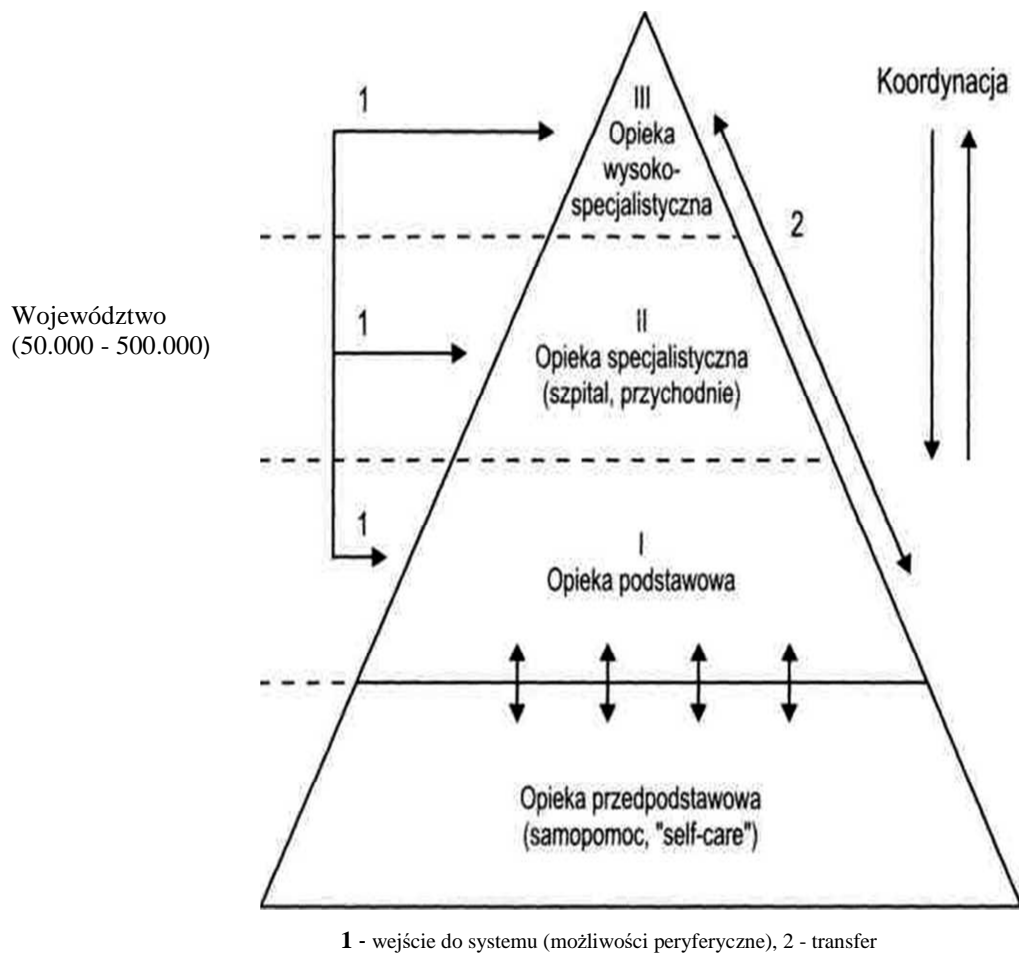 Koordynacja
1
III
Opieka
wysoko-
specjalistyczna
2
Województwo
(50.000 - 500.000)
1
II
Opieka specjalistyczna
(szpital, przychodnie)
1
I
Opieka podstawowa
Opieka przedpodstawowa
(samopomoc, "self-care")
1 - wejście do systemu (możliwości peryferyczne), 2 - transfer